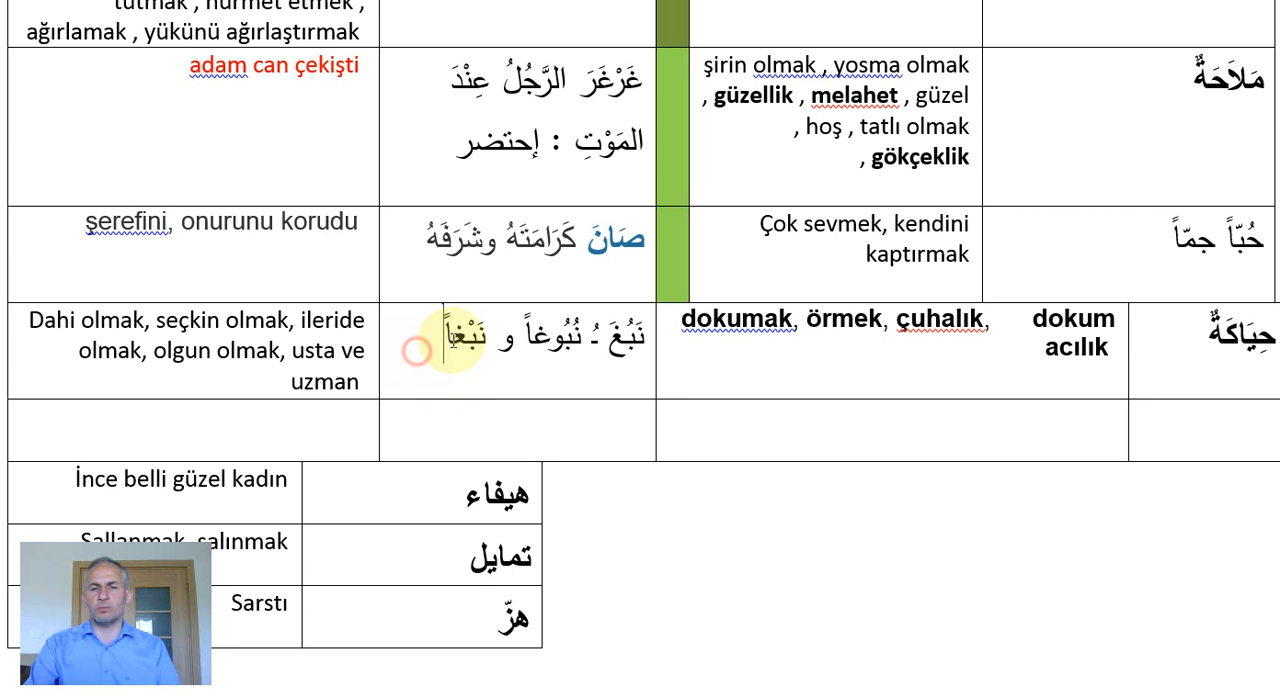 tutmak , hürmet etmek ,
ağırlamak , yükünü ağırlaştırmak
adam can çekişti
غَرْغَرَ الرَّجُلُ عِنْدَ
المَوْتِ : إحتضر
şirin olmak , yosma olmak
, güzellik , melahet , güzel
, hoş , tatlı olmak
, gökçeklik
مَلاَحَةٌ
şerefini, onurunu korudu
صَانَ كَرَامَتَهُ وشَرَفَهُ
Çok sevmek, kendini
kaptırmak
حُبّاً جمّاً
Dahi olmak, seçkin olmak, ileride
olmak, olgun olmak, usta ve
uzman
نَبُغَ ـُ نُبُوغاً و نَبْغاً
dokumak, örmek, çuhalık, dokum
acılık
حِيَاكَةٌ
İnce belli güzel kadın
هيفاء
Sallanmak, salınmak
تمايل
Sarstı
هزّ